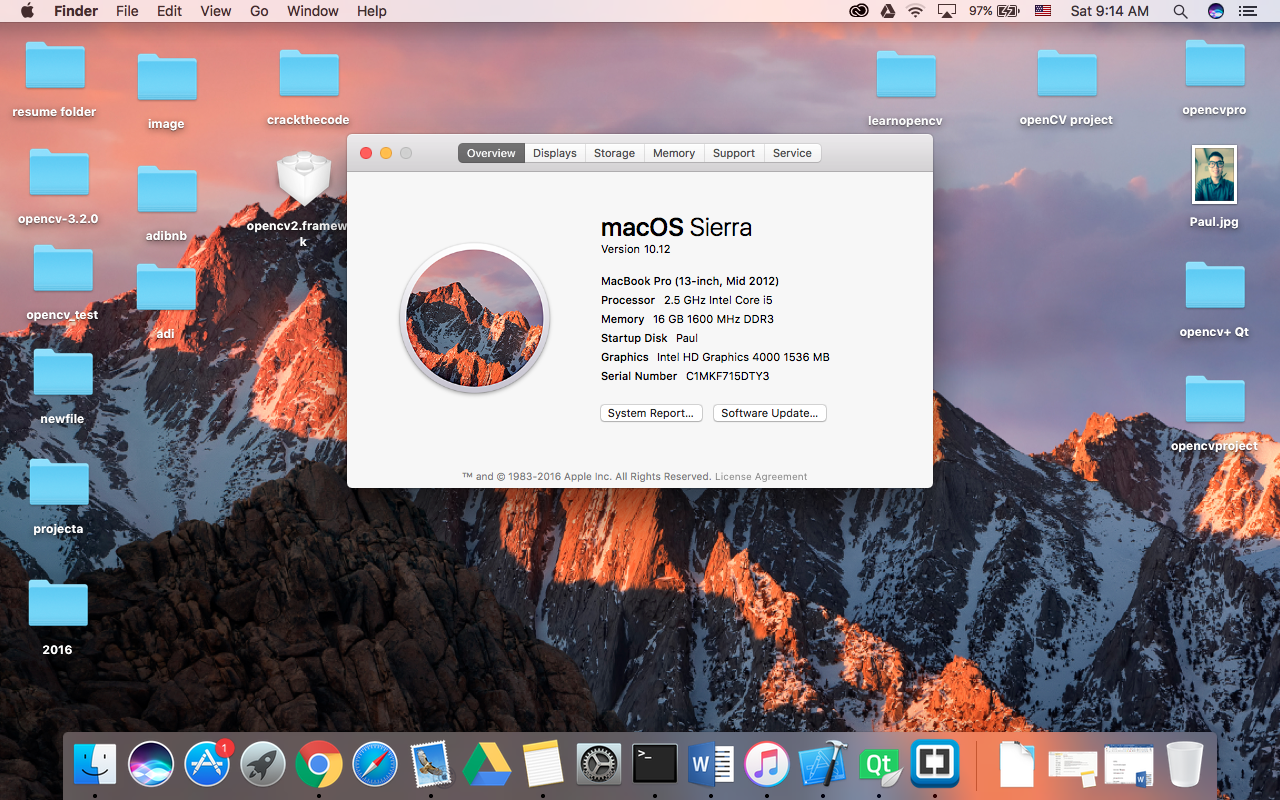 Finder File Edit View Go Window Help 97% Sat 9:14 AM
resume folder
image
crackthecode
learnopencv
openCV project
opencvpro
opencv-3.2.0
adibnb
opencv2.framew
k
Paul.jpg
opencv_test
adi
opencv+ Qt
newfile
opencvproject
projecta
2016
Overview Displays Storage Memory Support Service
macOS Sierra
Version 10.12
MacBook Pro (13-inch, Mid 2012)
Processor 2.5 GHz Intel Core i5
Memory 16 GB 1600 MHz DDR3
Startup Disk Paul
Graphics Intel HD Graphics 4000 1536 MB
Serial Number C1MKF715DTY3
System Report... Software Update...
™ and © 1983-2016 Apple Inc. All Rights Reserved. License Agreement
1
>_
W
Qt
W